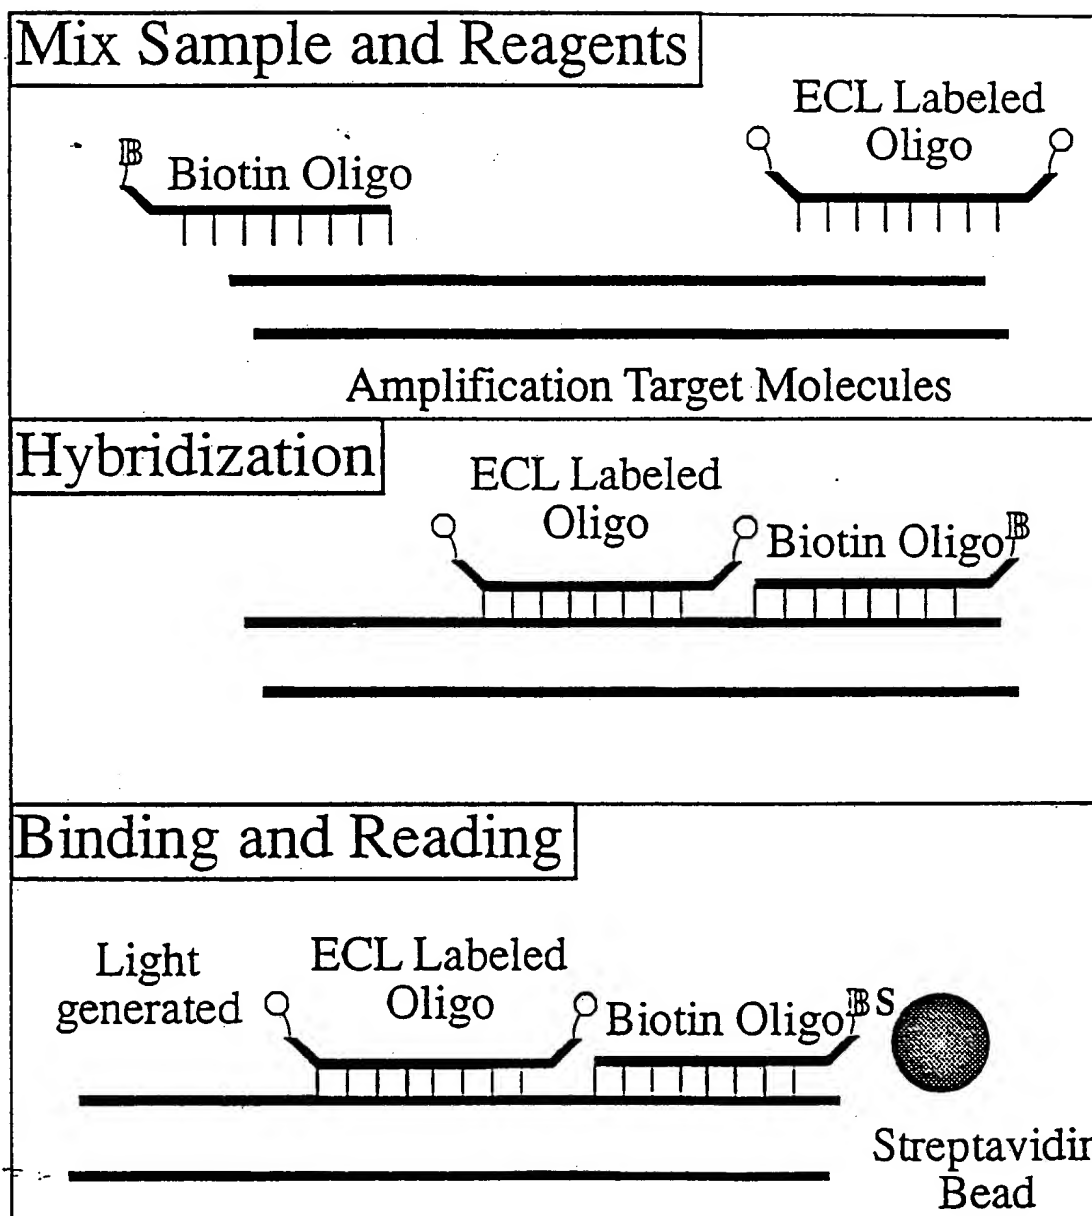 Mix Sample and Reagents
ECL Labeled
Oligo
B
Biotin Oligo
Amplification Target Molecules
Hybridization
ECL Labeled
Oligo
Biotin Oligo B
Binding and Reading
Light
generated
ECL Labeled
Oligo
Biotin Oligo B S
Streptavidin
Bead